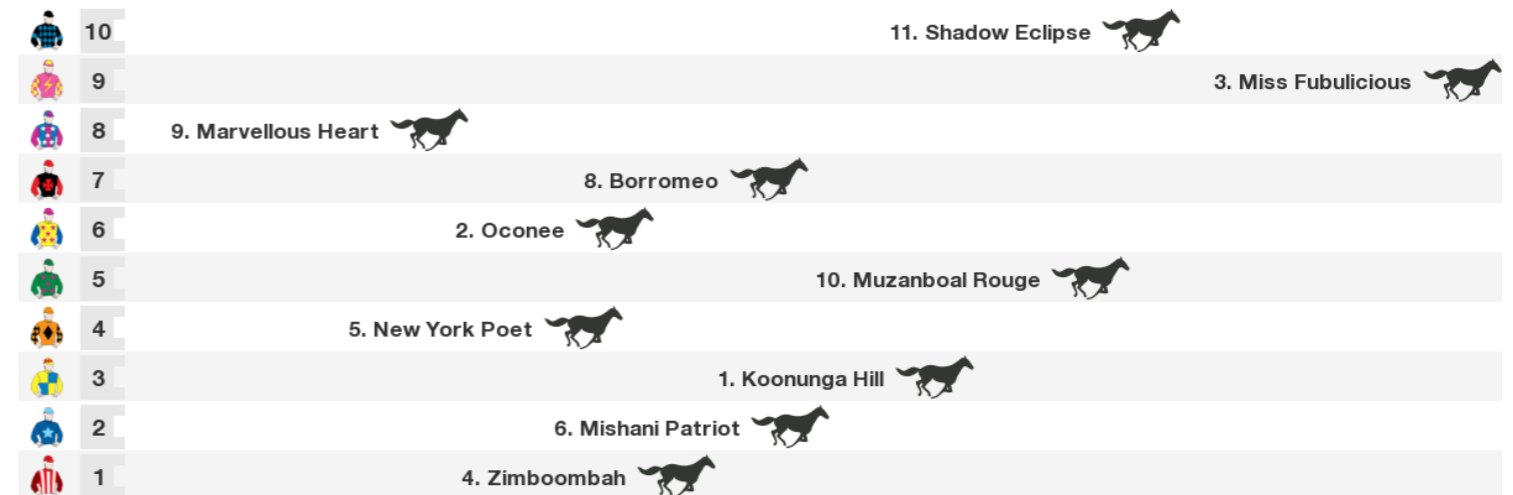 10 11. Shadow Eclipse
9 3. Miss Fubulicious
8 9. Marvellous Heart
7 8. Borromeo
6 2. Oconee
5 10. Muzanboal Rouge
4 5. New York Poet
3 1. Koonunga Hill
2 6. Mishani Patriot
1 4. Zimboombah